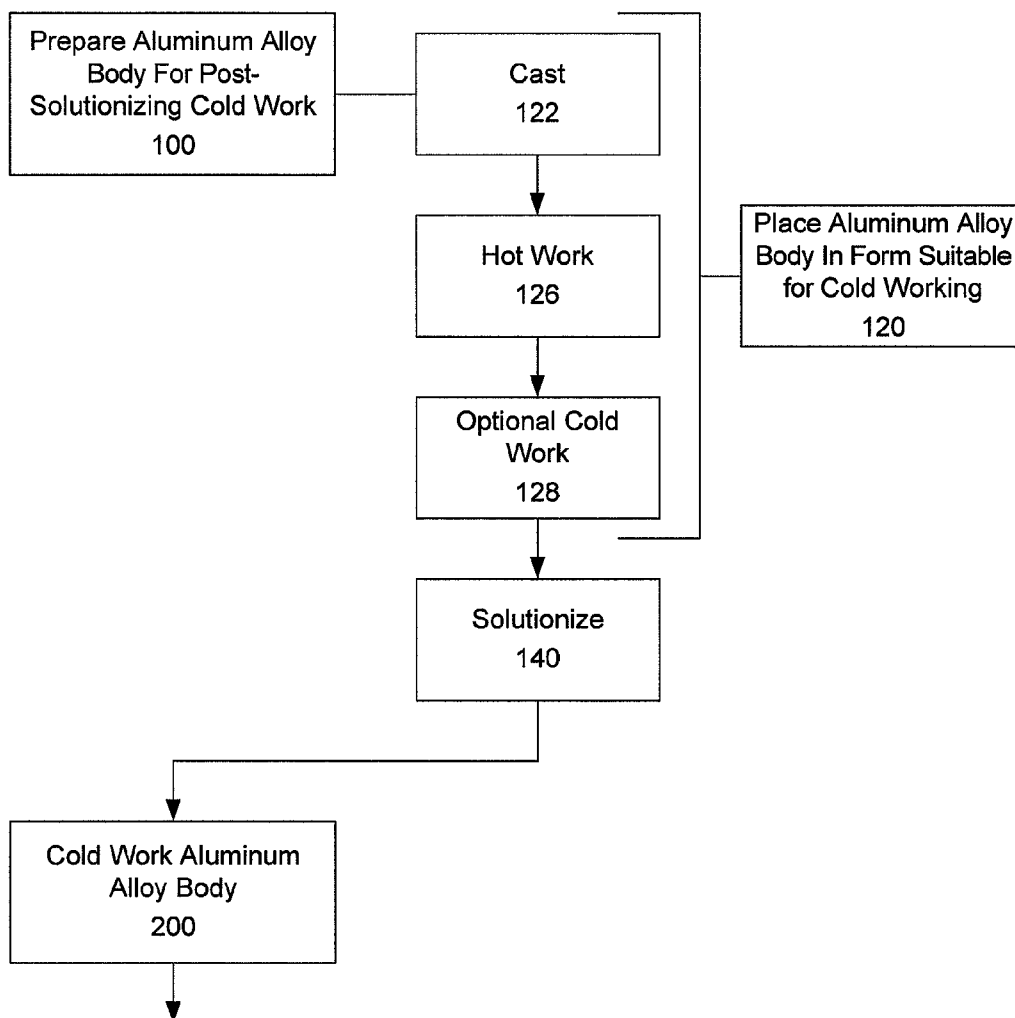 Prepare Aluminum Alloy
Body For Post-
Solutionizing Cold Work
100
Cast
122
Hot Work
126
Optional Cold
Work
128
Place Aluminum Alloy
Body In Form Suitable
for Cold Working
120
Solutionize
140
Cold Work Aluminum
Alloy Body
200